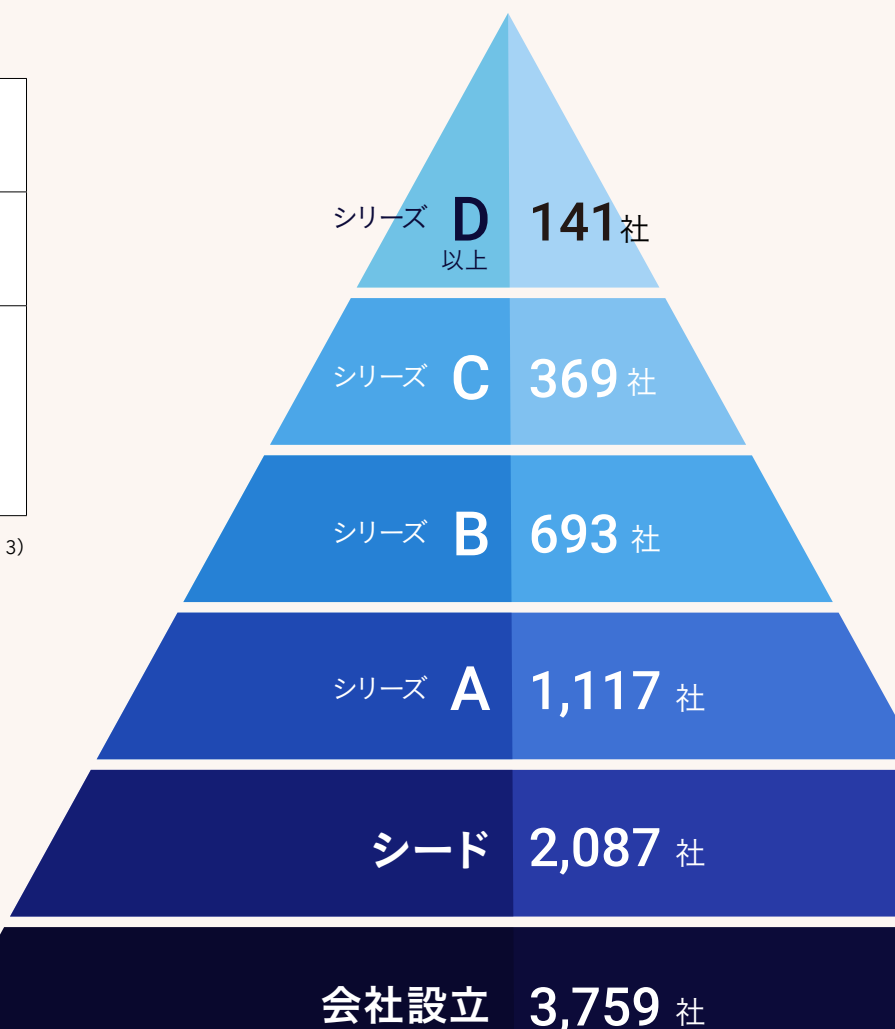 シリーズ D 141社
以上
シリーズ C 369 社
シリーズ B 693 社
3）
シリーズ A 1,117 社
シード 2,087 社
会社設立 3,759 社